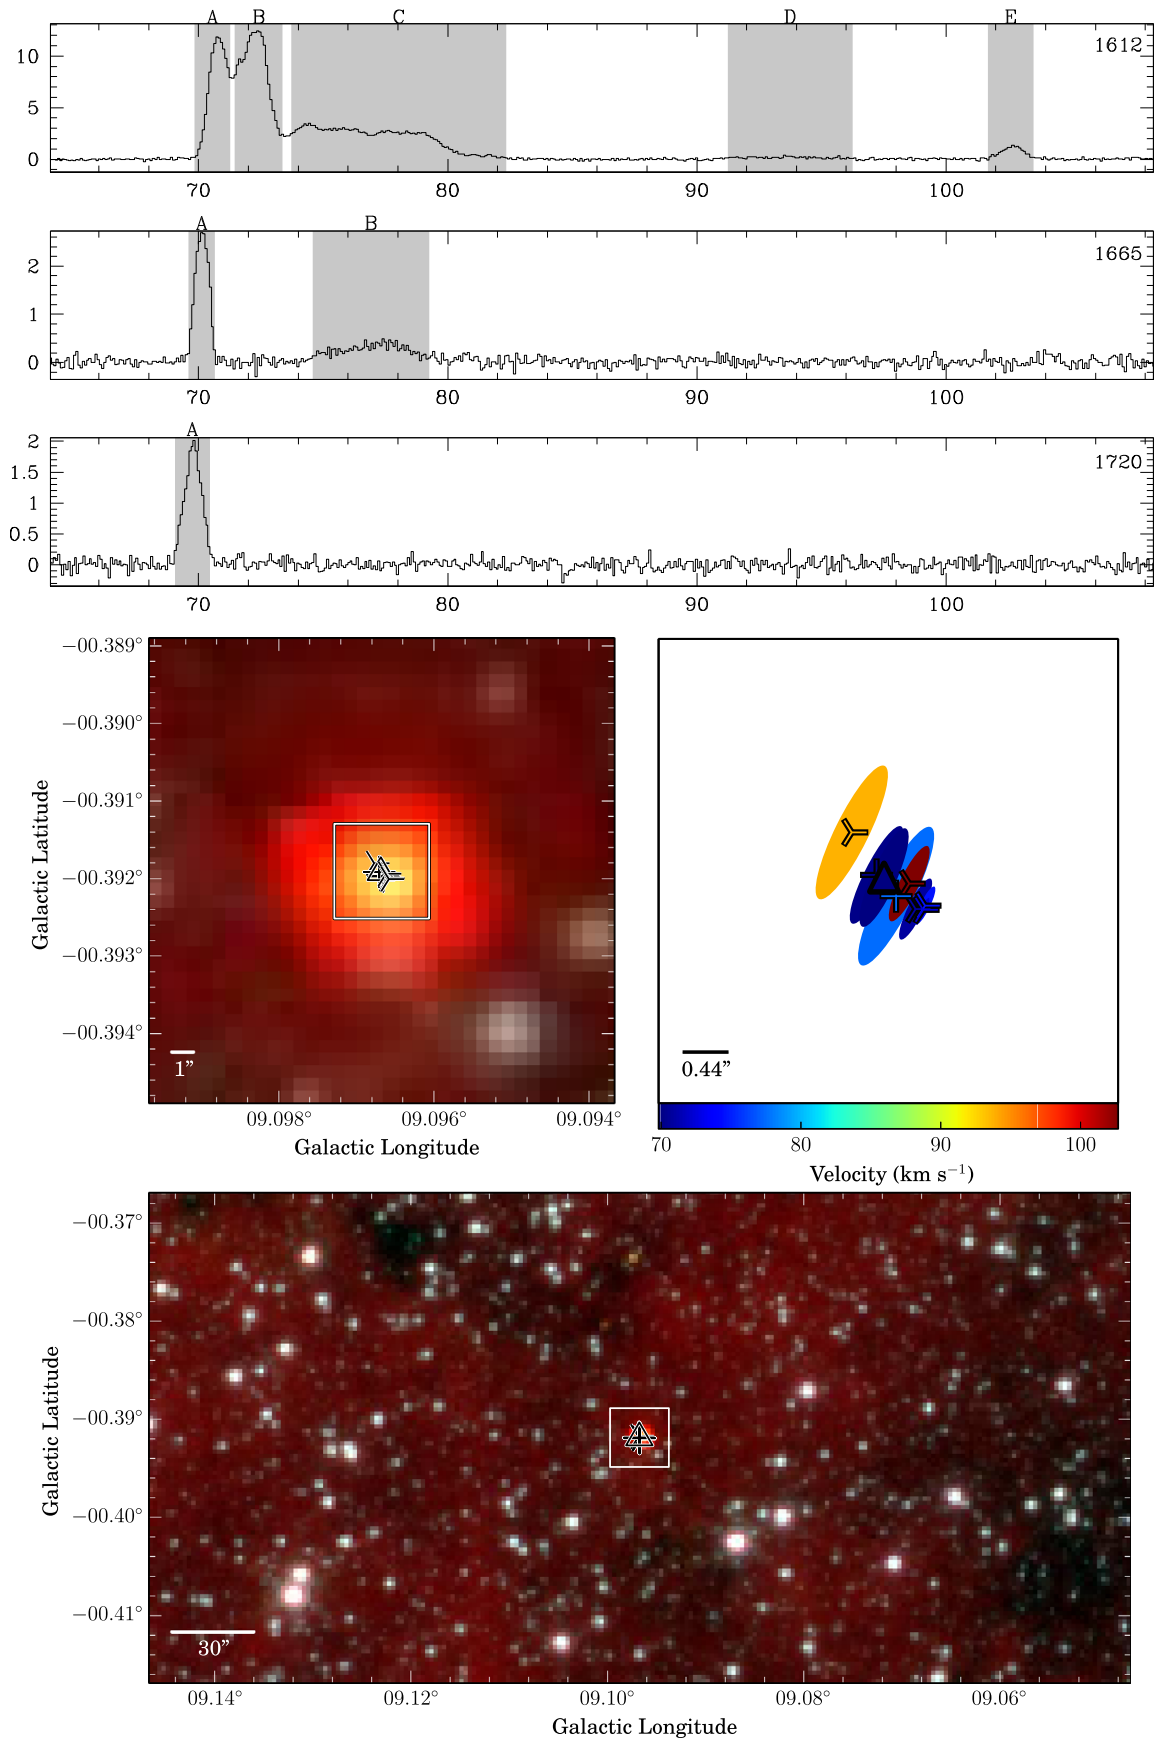 A B C D E
1612
10
5
0
70 80 90 100
A B
1665
2
1
0
70 80 90 100
A
1720
2
1.5
1
0.5
0
70 80 90 100
−00.389°
−00.390°
−00.391°
−00.392°
−00.393°
−00.394°
Galactic Latitude
1”
09.098° 09.096° 09.094°
Galactic Longitude
0.44”
70 80 90 100
Velocity (km s⁻¹)
−00.37°
−00.38°
−00.39°
−00.40°
−00.41°
Galactic Latitude
30”
09.14° 09.12° 09.10° 09.08° 09.06°
Galactic Longitude